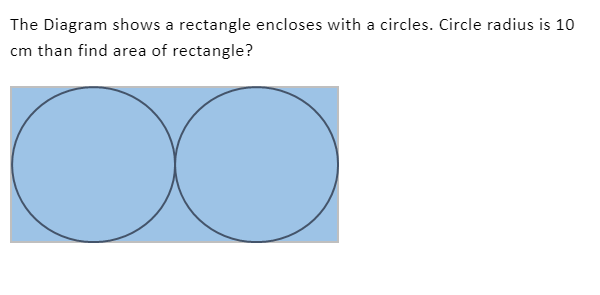 The Diagram shows a rectangle encloses with a circles. Circle radius is 10
cm than find area of rectangle?